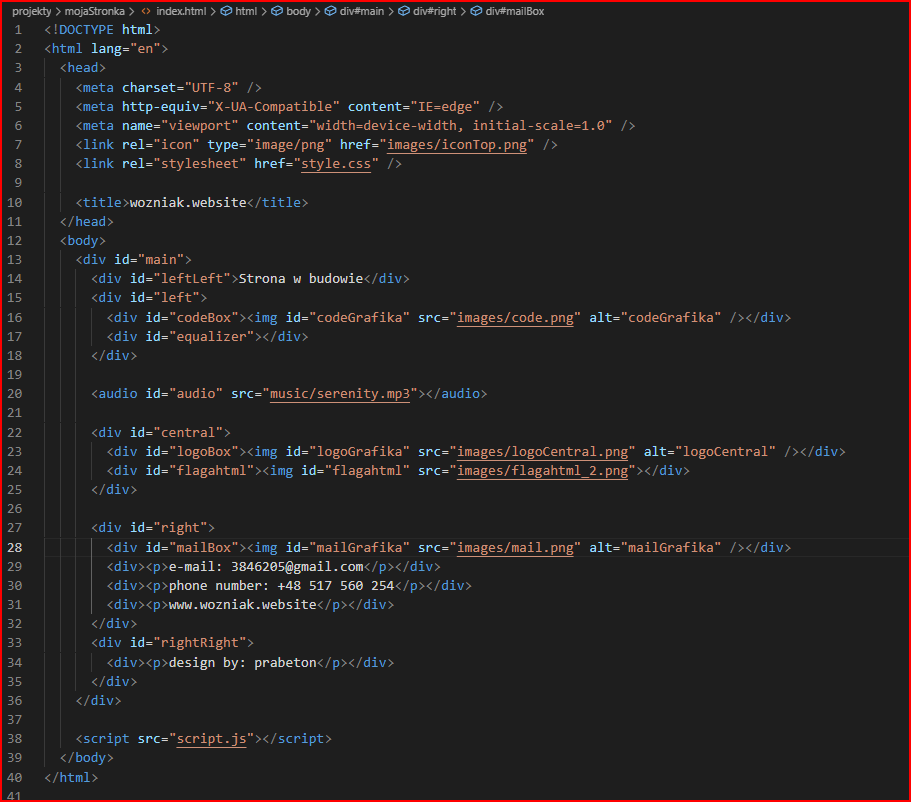 projekty > mojaStronka > <> index.html > html > body > div#main > div#right > div#mailBox
1 <!DOCTYPE html>
2 <html lang="en">
3 <head>
4 <meta charset="UTF-8" />
5 <meta http-equiv="X-UA-Compatible" content="IE=edge" />
6 <meta name="viewport" content="width=device-width, initial-scale=1.0" />
7 <link rel="icon" type="image/png" href="images/iconTop.png" />
8 <link rel="stylesheet" href="style.css" />
9
10 <title>wozniak.website</title>
11 </head>
12 <body>
13 <div id="main">
14 <div id="leftLeft">Strona w budowie</div>
15 <div id="left">
16 <div id="codeBox"><img id="codeGrafika" src="images/code.png" alt="codeGrafika" /></div>
17 <div id="equalizer"></div>
18 </div>
19
20 <audio id="audio" src="music/serenity.mp3"></audio>
21
22 <div id="central">
23 <div id="logoBox"><img id="logoGrafika" src="images/logoCentral.png" alt="logoCentral" /></div>
24 <div id="flagahtml"><img id="flagahtml" src="images/flagahtml_2.png"></div>
25 </div>
26
27 <div id="right">
28 <div id="mailBox"><img id="mailGrafika" src="images/mail.png" alt="mailGrafika" /></div>
29 <div><p>e-mail: 3846205@gmail.com</p></div>
30 <div><p>phone number: +48 517 560 254</p></div>
31 <div><p>www.wozniak.website</p></div>
32 </div>
33 <div id="rightRight">
34 <div><p>design by: prabeton</p></div>
35 </div>
36 </div>
37
38 <script src="script.js"></script>
39 </body>
40 </html>
41